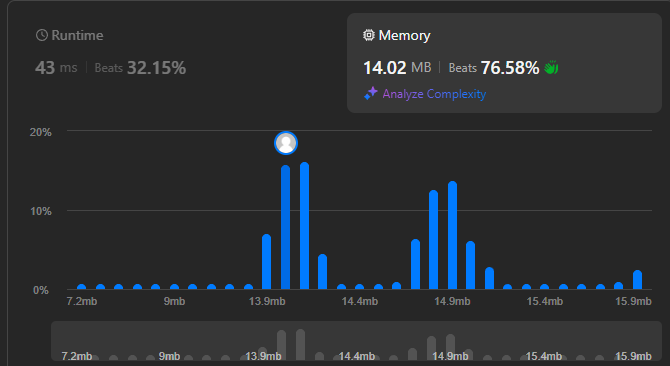 Runtime
Memory
43 ms | Beats 32.15%
14.02 MB | Beats 76.58%
Analyze Complexity
20%
10%
0%
7.2mb 9mb 13.9mb 14.4mb 14.9mb 15.4mb 15.9mb
7.2mb 9mb 13.9mb 14.4mb 14.9mb 15.4mb 15.9mb